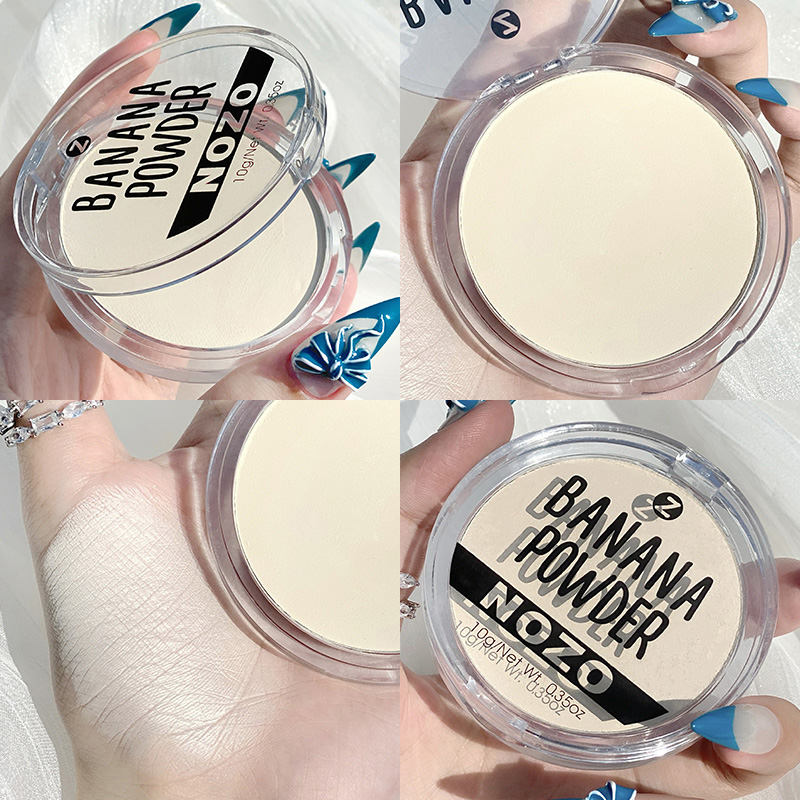 Z
BANANA
POWDER
NOZO
10g/Net Wt. 0.35oz
Z
Z
BANANA
POWDER
NOZO
10g/Net Wt. 0.35oz